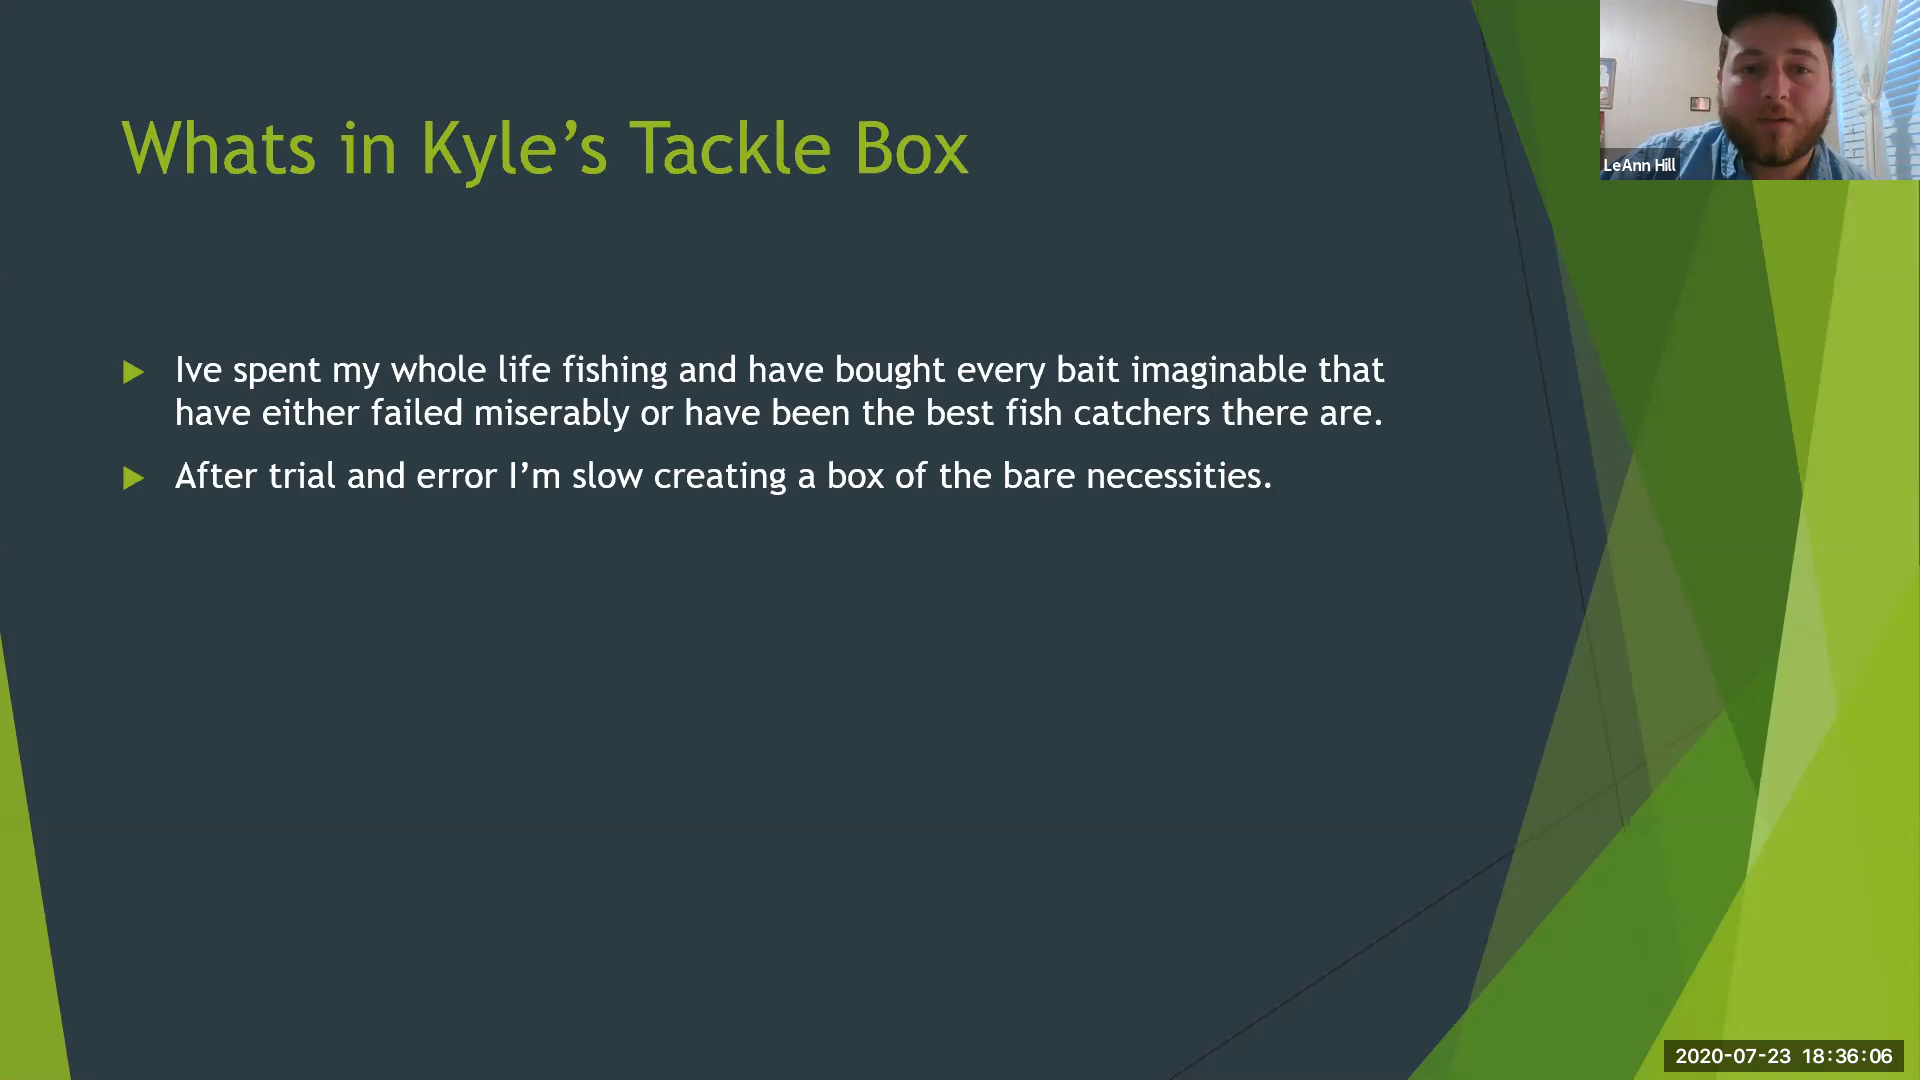 Whats in Kyle’s Tackle Box
Ive spent my whole life fishing and have bought every bait imaginable that
have either failed miserably or have been the best fish catchers there are.
After trial and error I’m slow creating a box of the bare necessities.
LeAnn Hill
2020-07-23 18:36:06